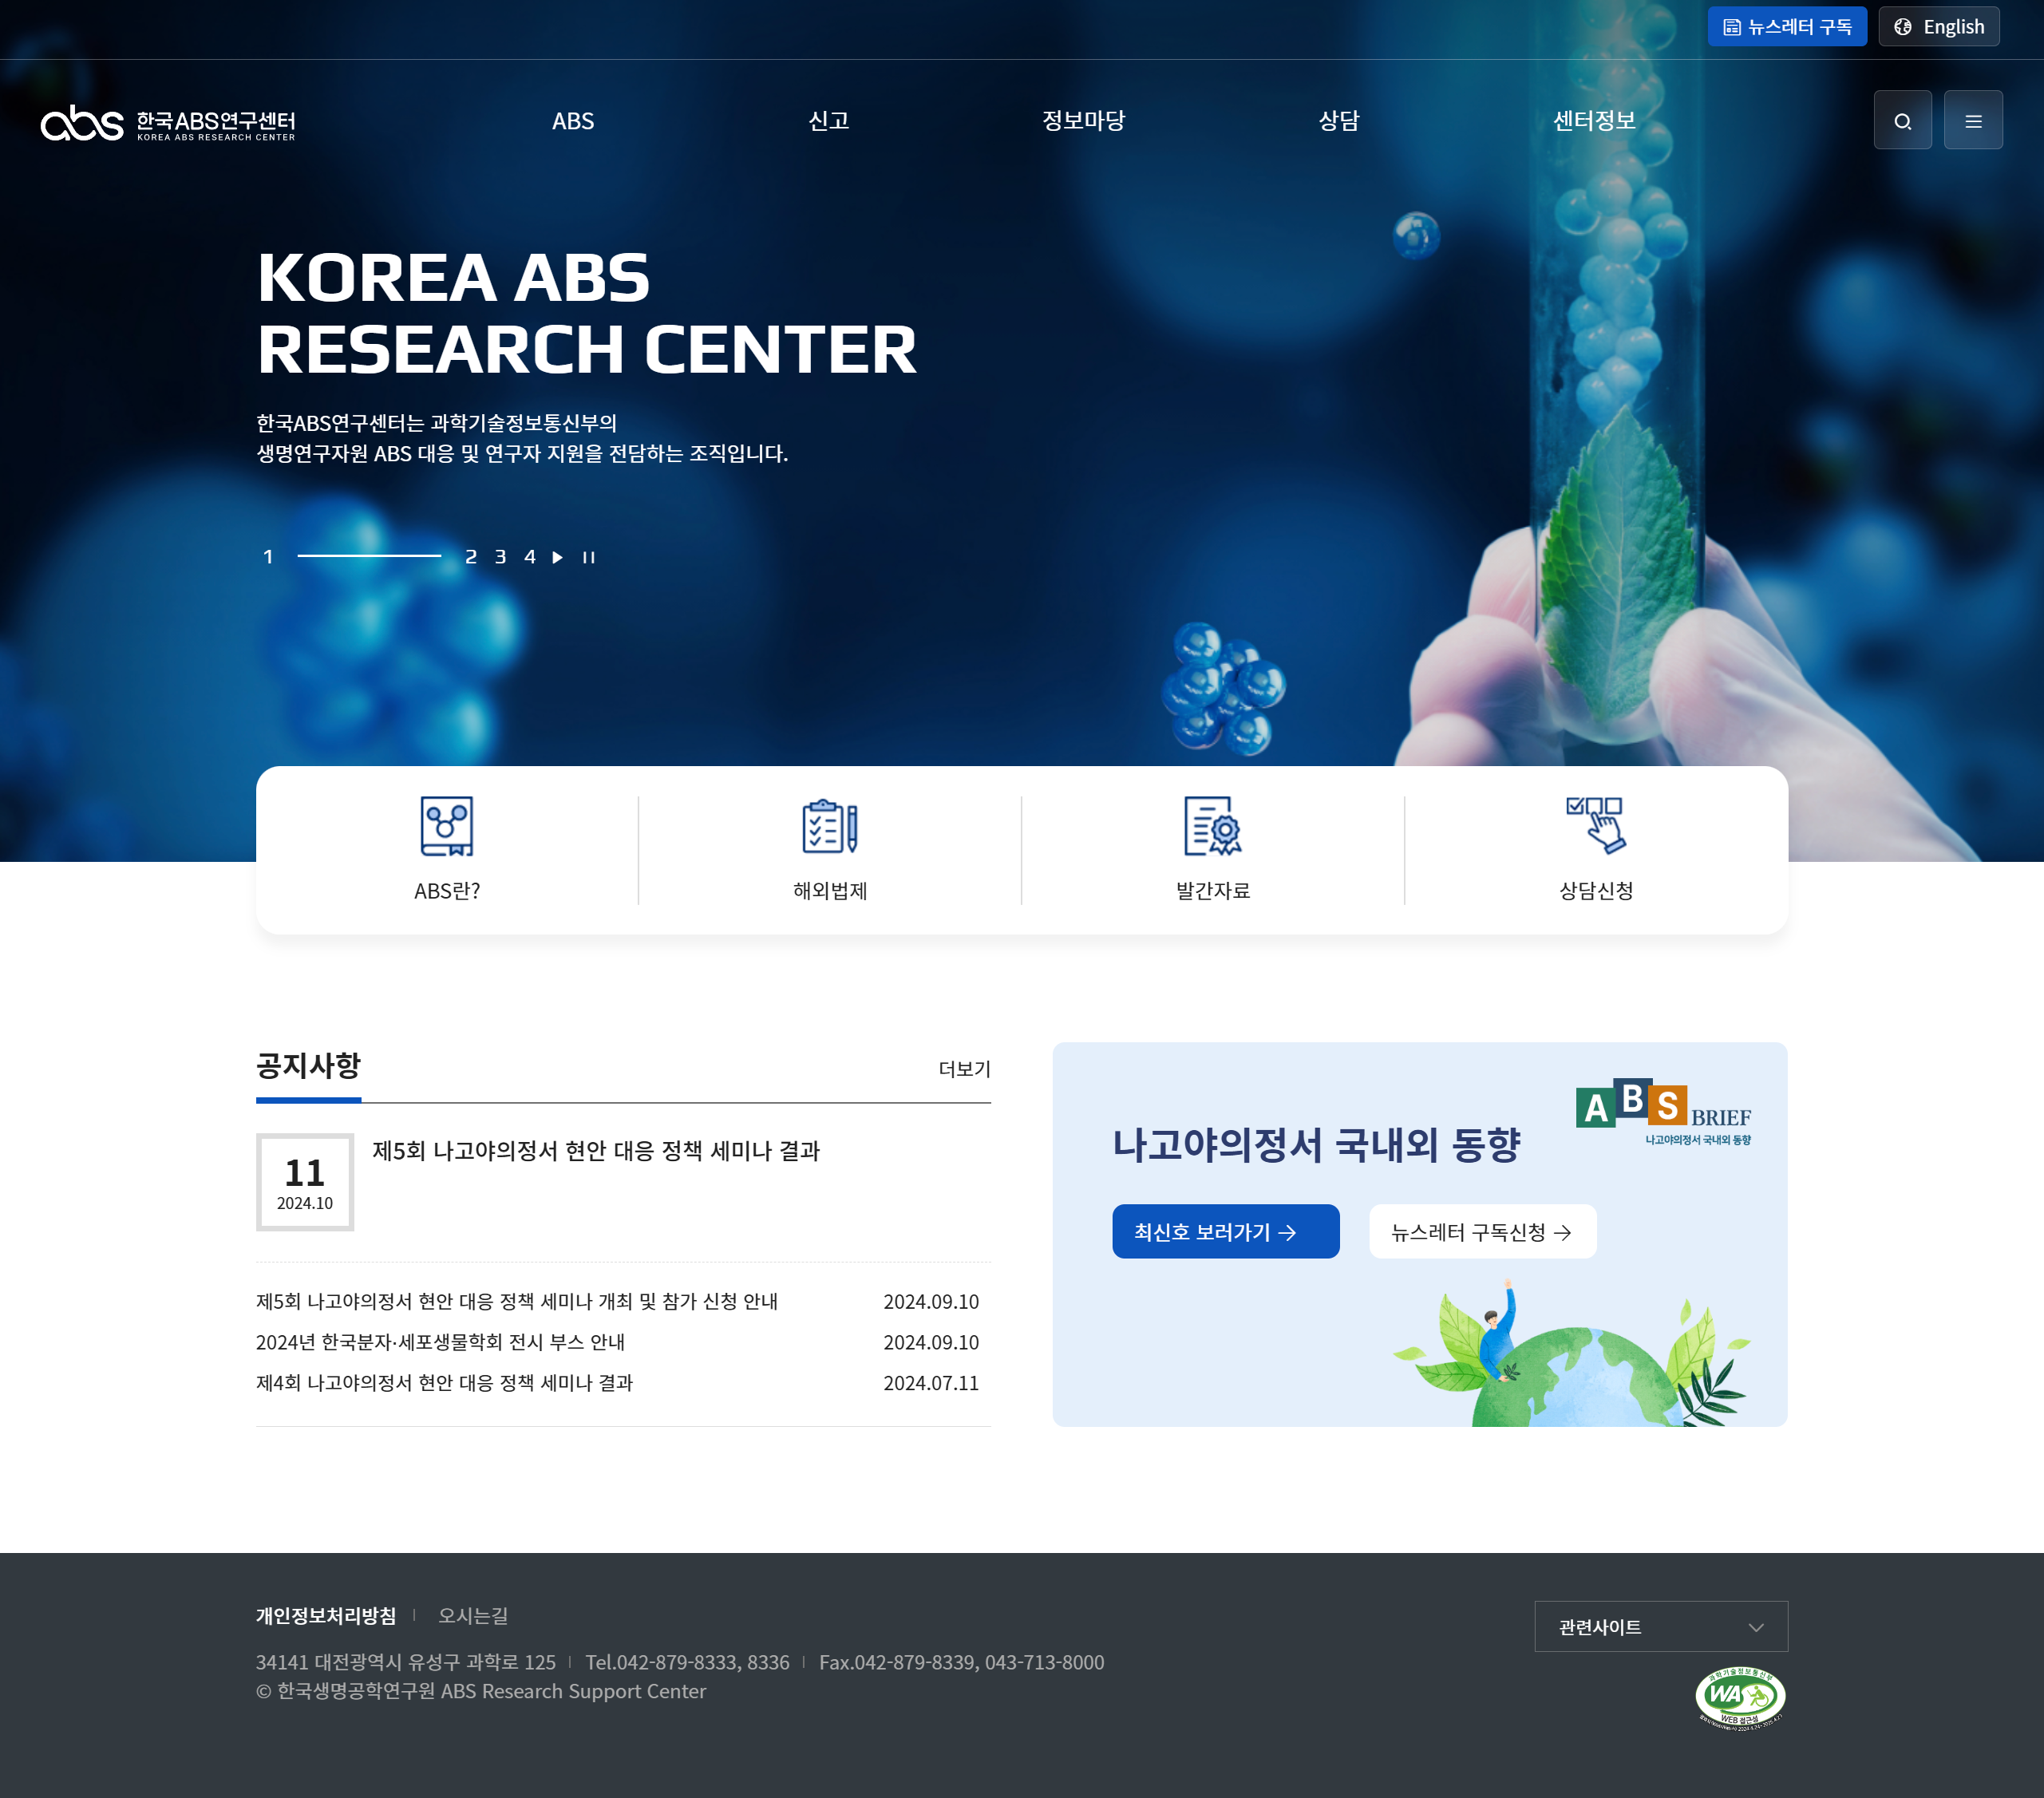 뉴스레터 구독
English
abs 한국ABS연구센터
KOREA ABS RESEARCH CENTER
ABS
신고
정보마당
상담
센터정보
KOREA ABS
RESEARCH CENTER
한국ABS연구센터는 과학기술정보통신부의
생명연구자원 ABS 대응 및 연구자 지원을 전담하는 조직입니다.
1 2 3 4
ABS란?
해외법제
발간자료
상담신청
공지사항
더보기
11
2024.10
제5회 나고야의정서 현안 대응 정책 세미나 결과
제5회 나고야의정서 현안 대응 정책 세미나 개최 및 참가 신청 안내 2024.09.10
2024년 한국분자·세포생물학회 전시 부스 안내 2024.09.10
제4회 나고야의정서 현안 대응 정책 세미나 결과 2024.07.11
ABS BRIEF
나고야의정서 국내외 동향
나고야의정서 국내외 동향
최신호 보러가기
뉴스레터 구독신청
개인정보처리방침
오시는길
34141 대전광역시 유성구 과학로 125 Tel.042-879-8333, 8336 Fax.042-879-8339, 043-713-8000
© 한국생명공학연구원 ABS Research Support Center
관련사이트
과학기술정보통신부
WA
WEB 접근성